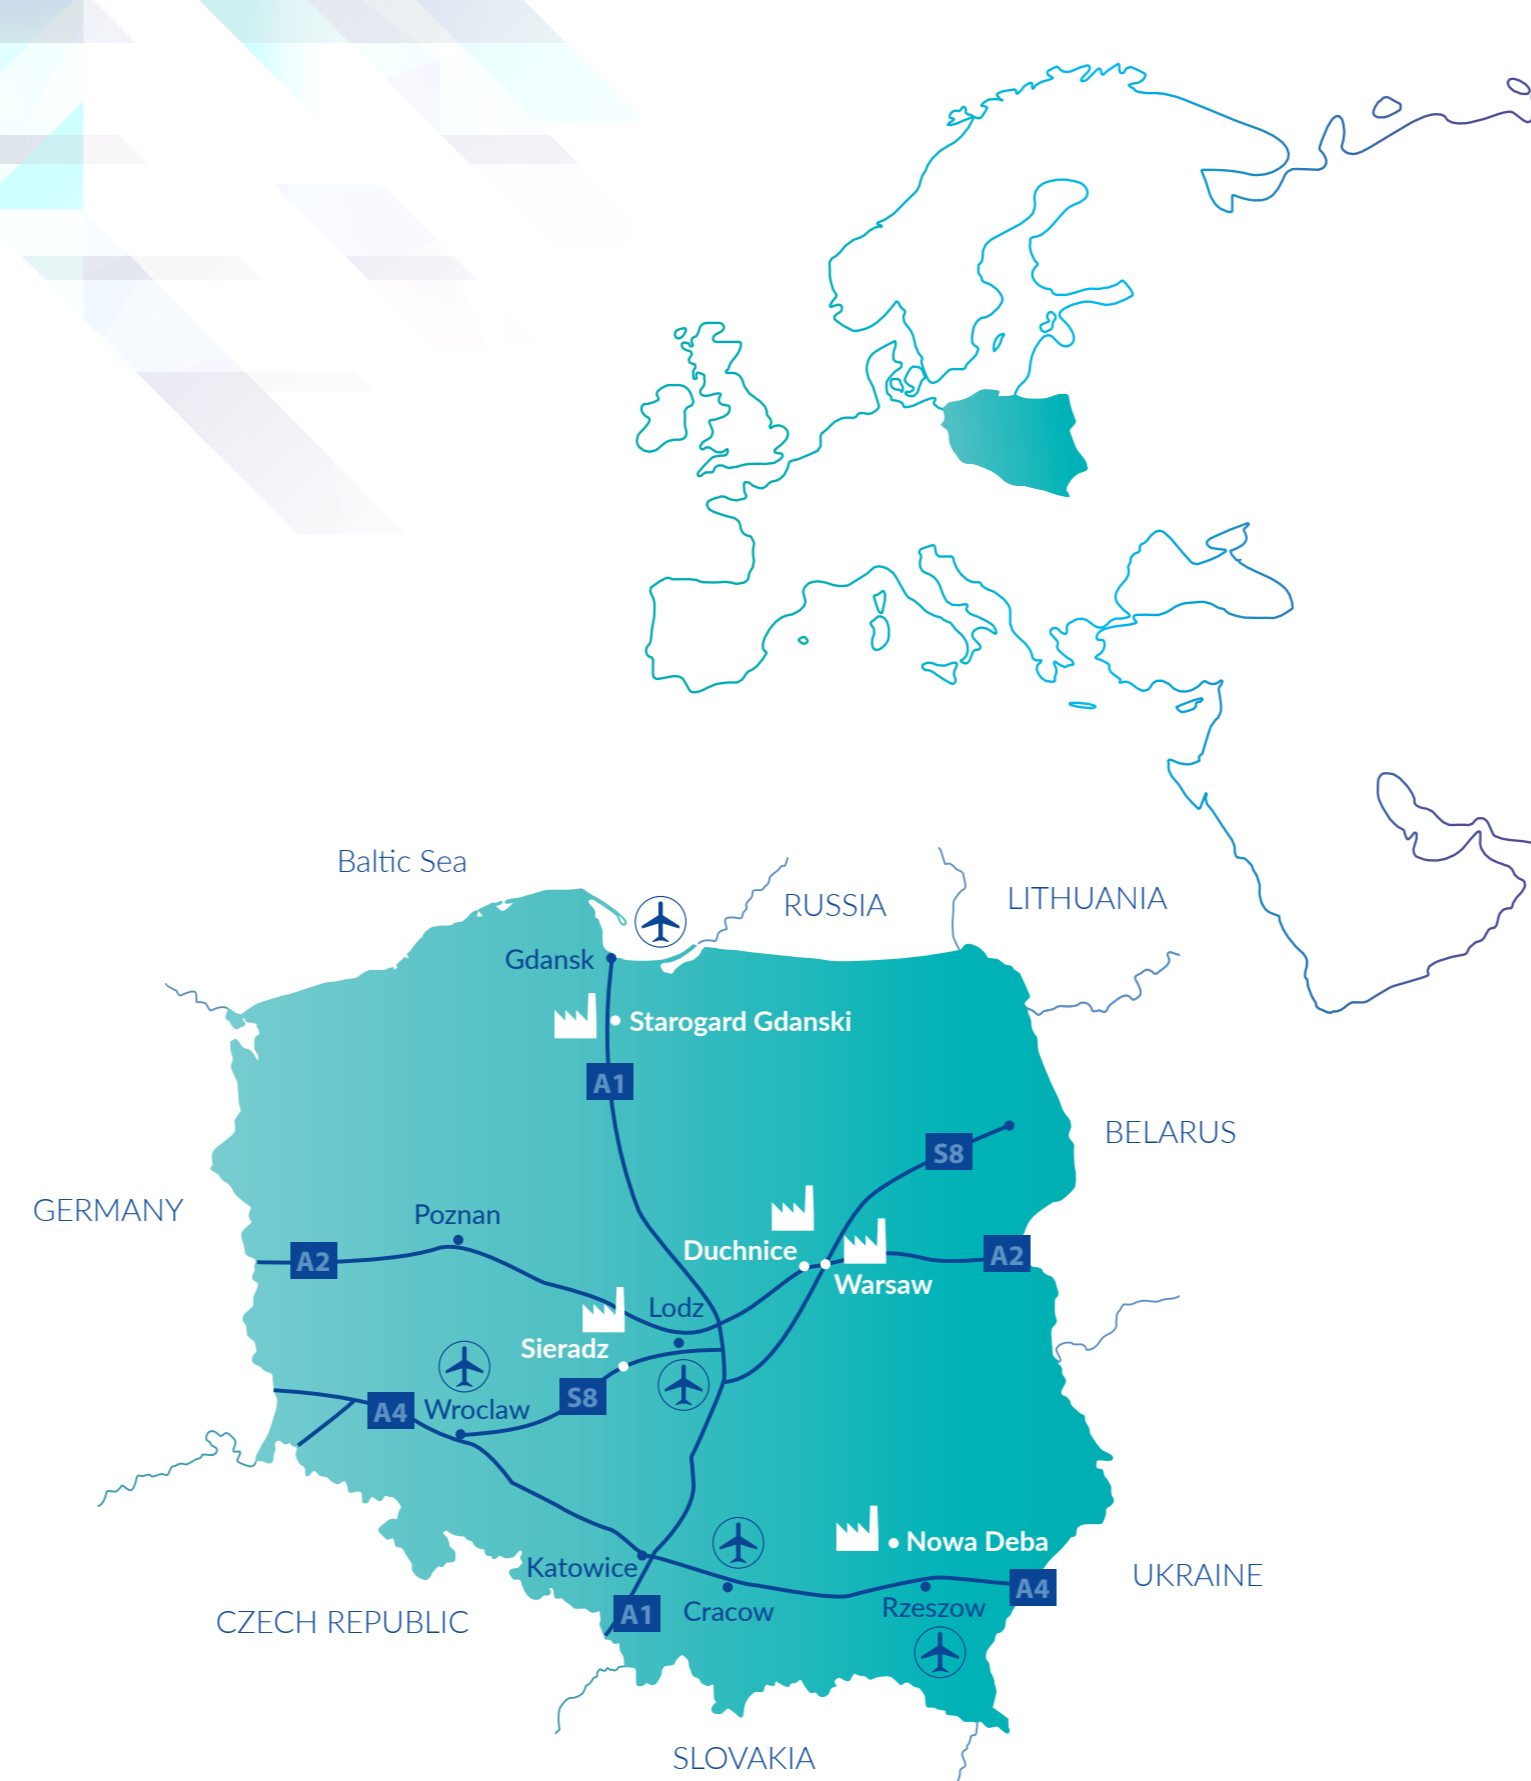 Baltic Sea
RUSSIA
LITHUANIA
Gdansk
Starogard Gdanski
A1
BELARUS
S8
GERMANY
Poznan
Duchnice
A2
A2
Warsaw
Lodz
Sieradz
S8
A4
Wroclaw
Nowa Deba
Katowice
UKRAINE
A4
Cracow
Rzeszow
A1
CZECH REPUBLIC
SLOVAKIA